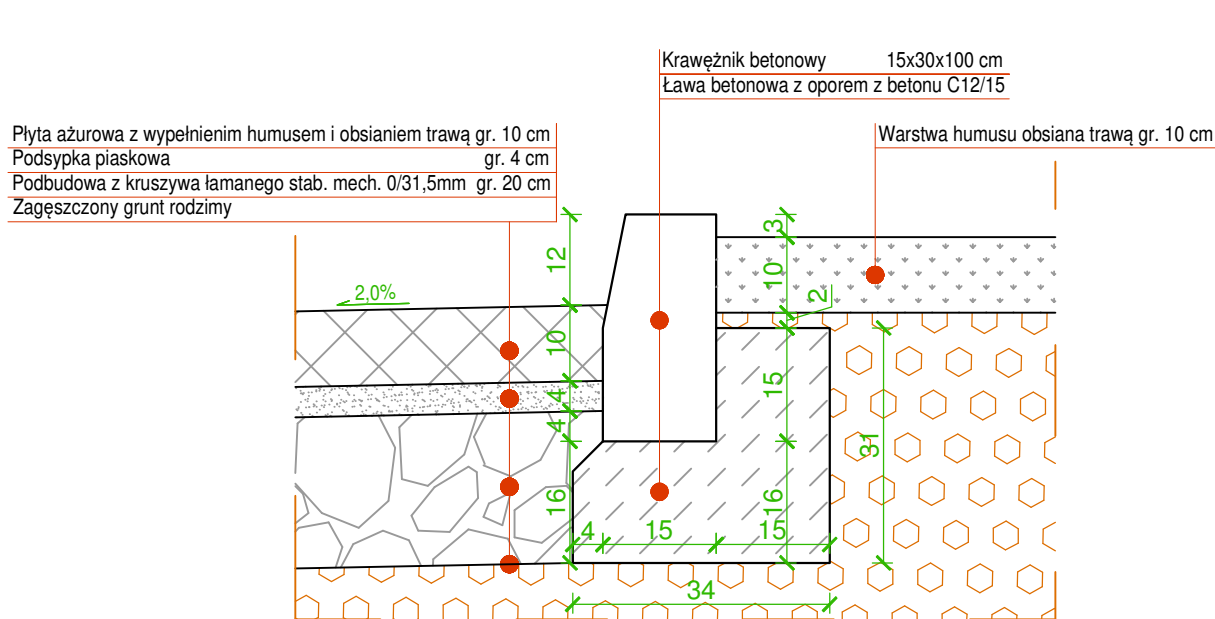 Krawężnik betonowy 15x30x100 cm
Ława betonowa z oporem z betonu C12/15
Płyta ażurowa z wypełnienim humusem i obsianiem trawą gr. 10 cm
Podsypka piaskowa gr. 4 cm
Podbudowa z kruszywa łamanego stab. mech. 0/31,5mm gr. 20 cm
Zagęszczony grunt rodzimy
Warstwa humusu obsiana trawą gr. 10 cm
2,0%
12
10
4
4
16
3
10
2
15
16
31
4
15
15
34